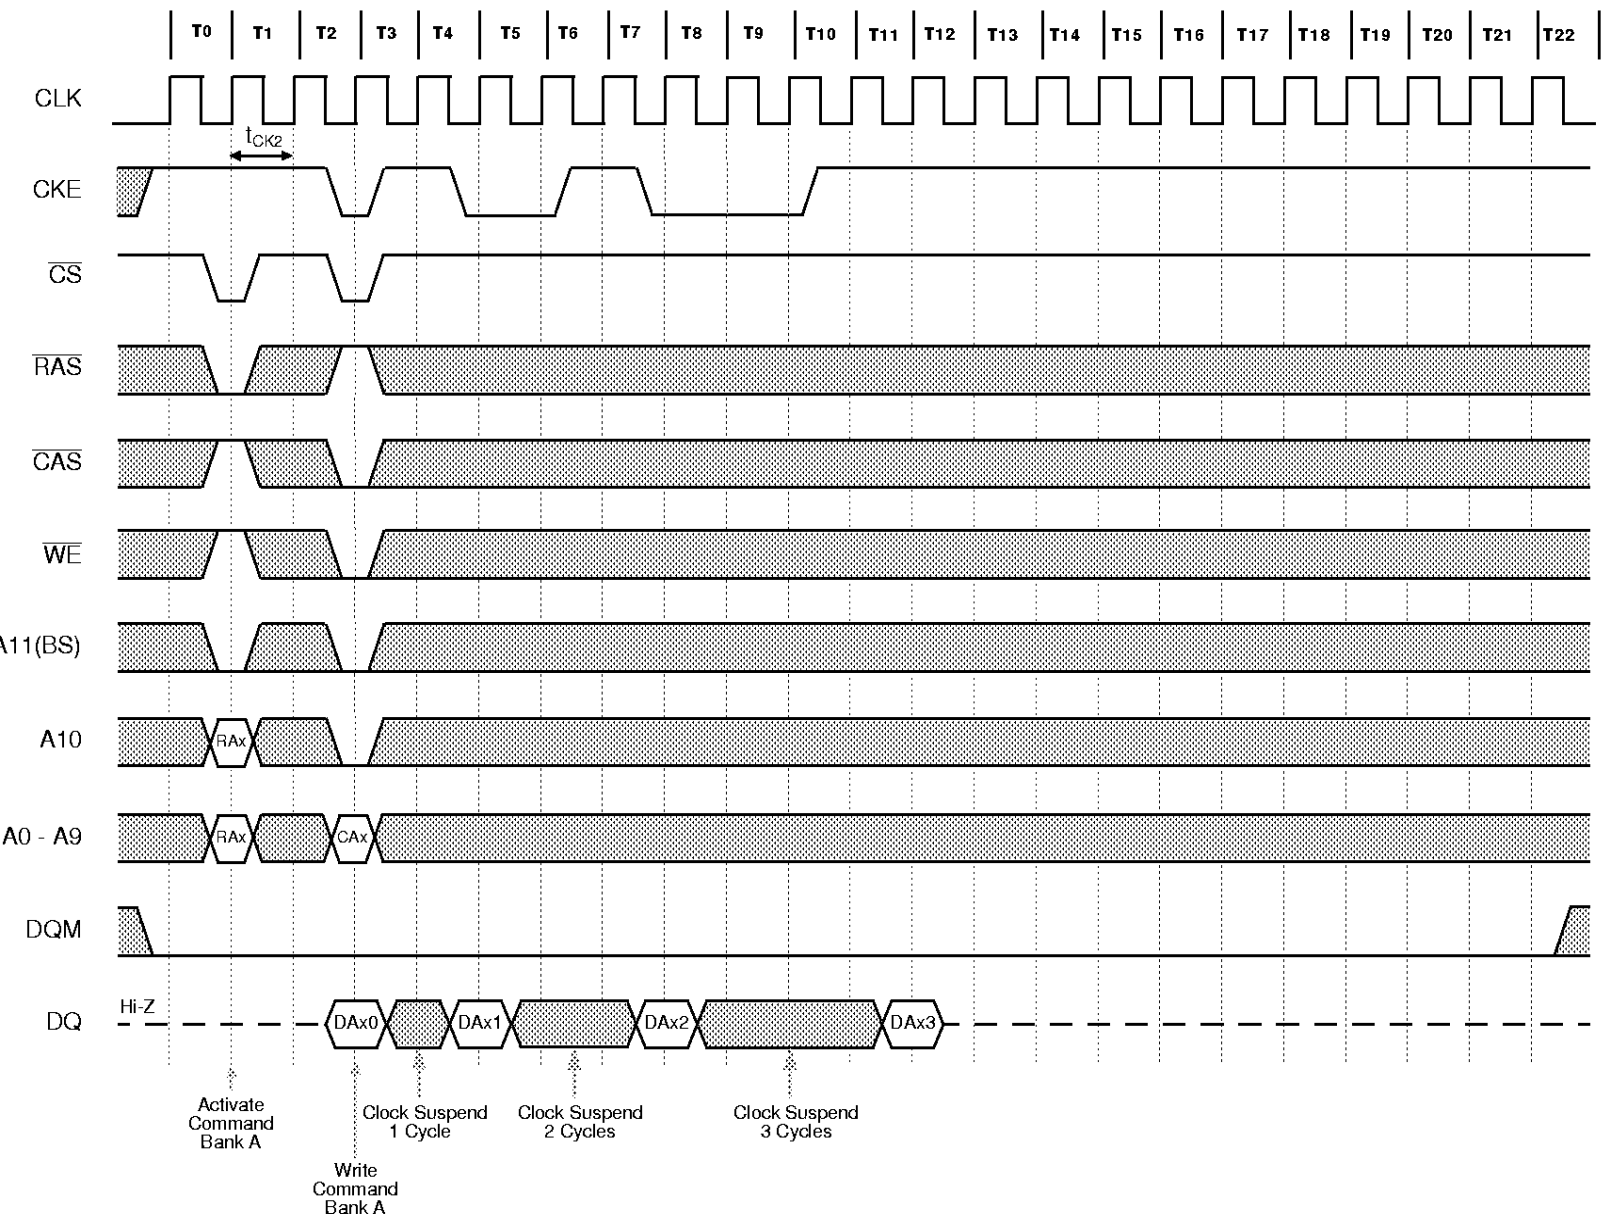 T0 T1 T2 T3 T4 T5 T6 T7 T8 T9 T10 T11 T12 T13 T14 T15 T16 T17 T18 T19 T20 T21 T22
CLK
tCK2
CKE
CS
RAS
CAS
WE
A11(BS)
A10
RAx
A0 - A9
RAx CAx
DQM
Hi-Z
DQ
DAx0 DAx1 DAx2 DAx3
Activate
Command
Bank A
Write
Command
Bank A
Clock Suspend
1 Cycle
Clock Suspend
2 Cycles
Clock Suspend
3 Cycles